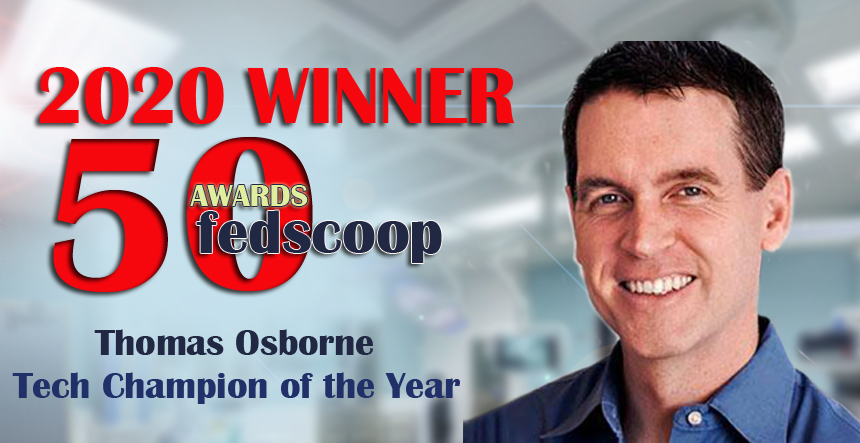 2020 WINNER
50
AWARDS
fedscoop
Thomas Osborne
Tech Champion of the Year